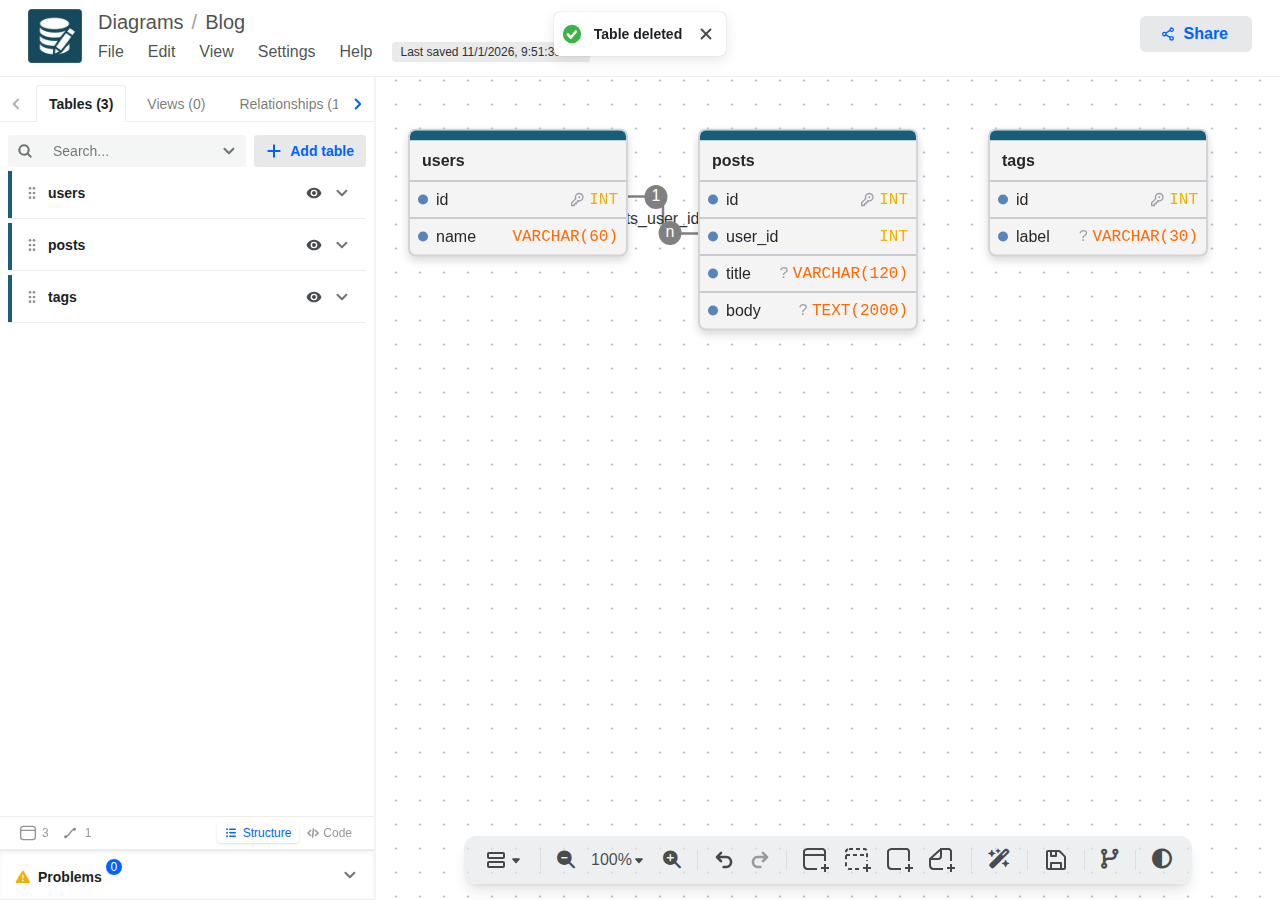 Diagrams / Blog
Table deleted
Share
File Edit View Settings Help
Last saved 11/1/2026, 9:51:3
Tables (3) Views (0) Relationships (1
Search... Add table
users
posts
tags
users
id INT
name VARCHAR(60)
1
ts_user_id
n
posts
id INT
user_id INT
title ? VARCHAR(120)
body ? TEXT(2000)
tags
id INT
label ? VARCHAR(30)
3 1 Structure Code
Problems 0
100%